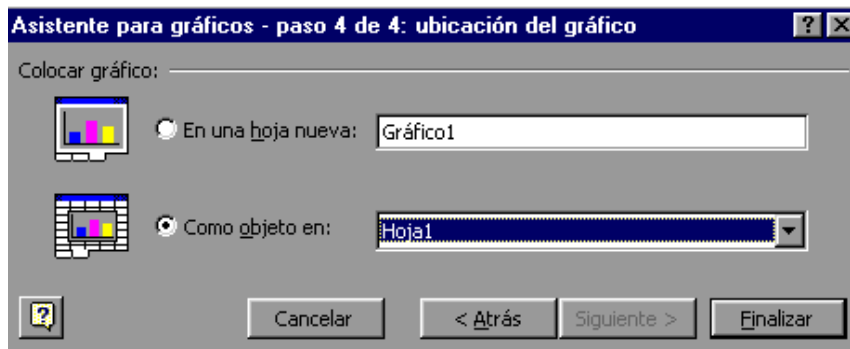 Asistente para gráficos - paso 4 de 4: ubicación del gráfico
Colocar gráfico:
En una hoja nueva: Gráfico1
Como objeto en: Hoja1
Cancelar < Atrás Siguiente > Finalizar